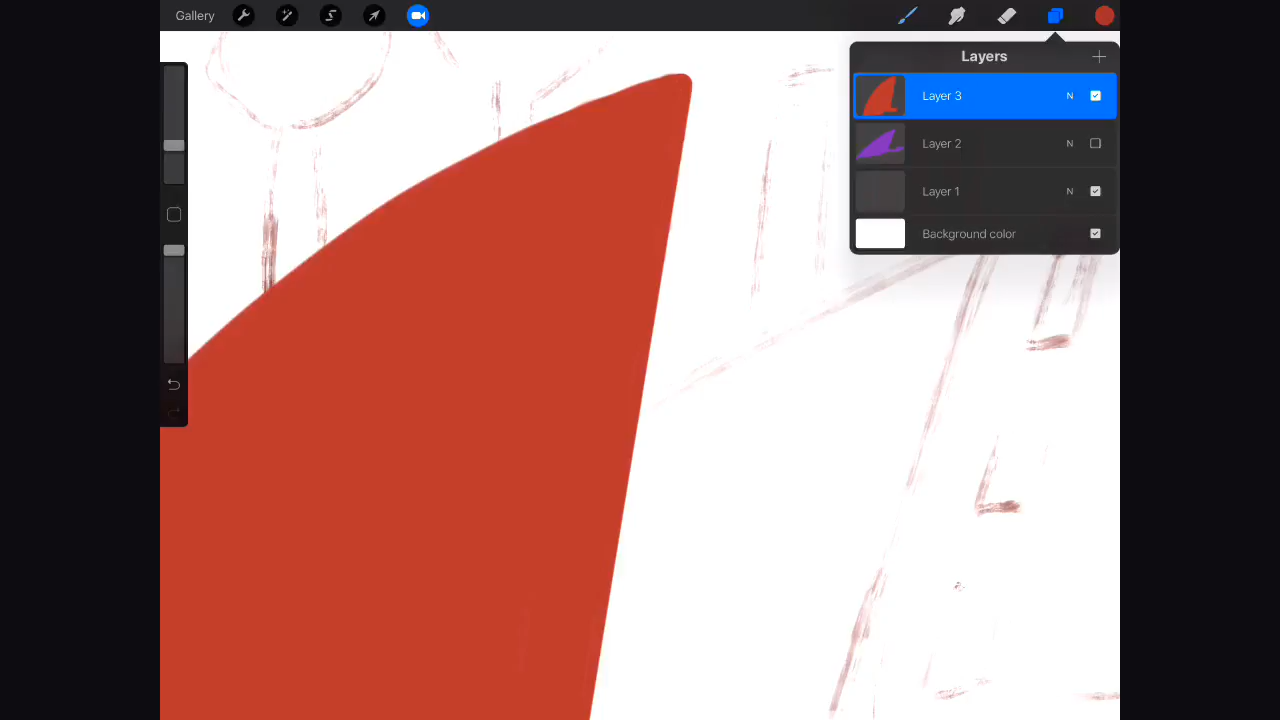 Gallery
Layers
Layer 3 N
Layer 2 N
Layer 1 N
Background color